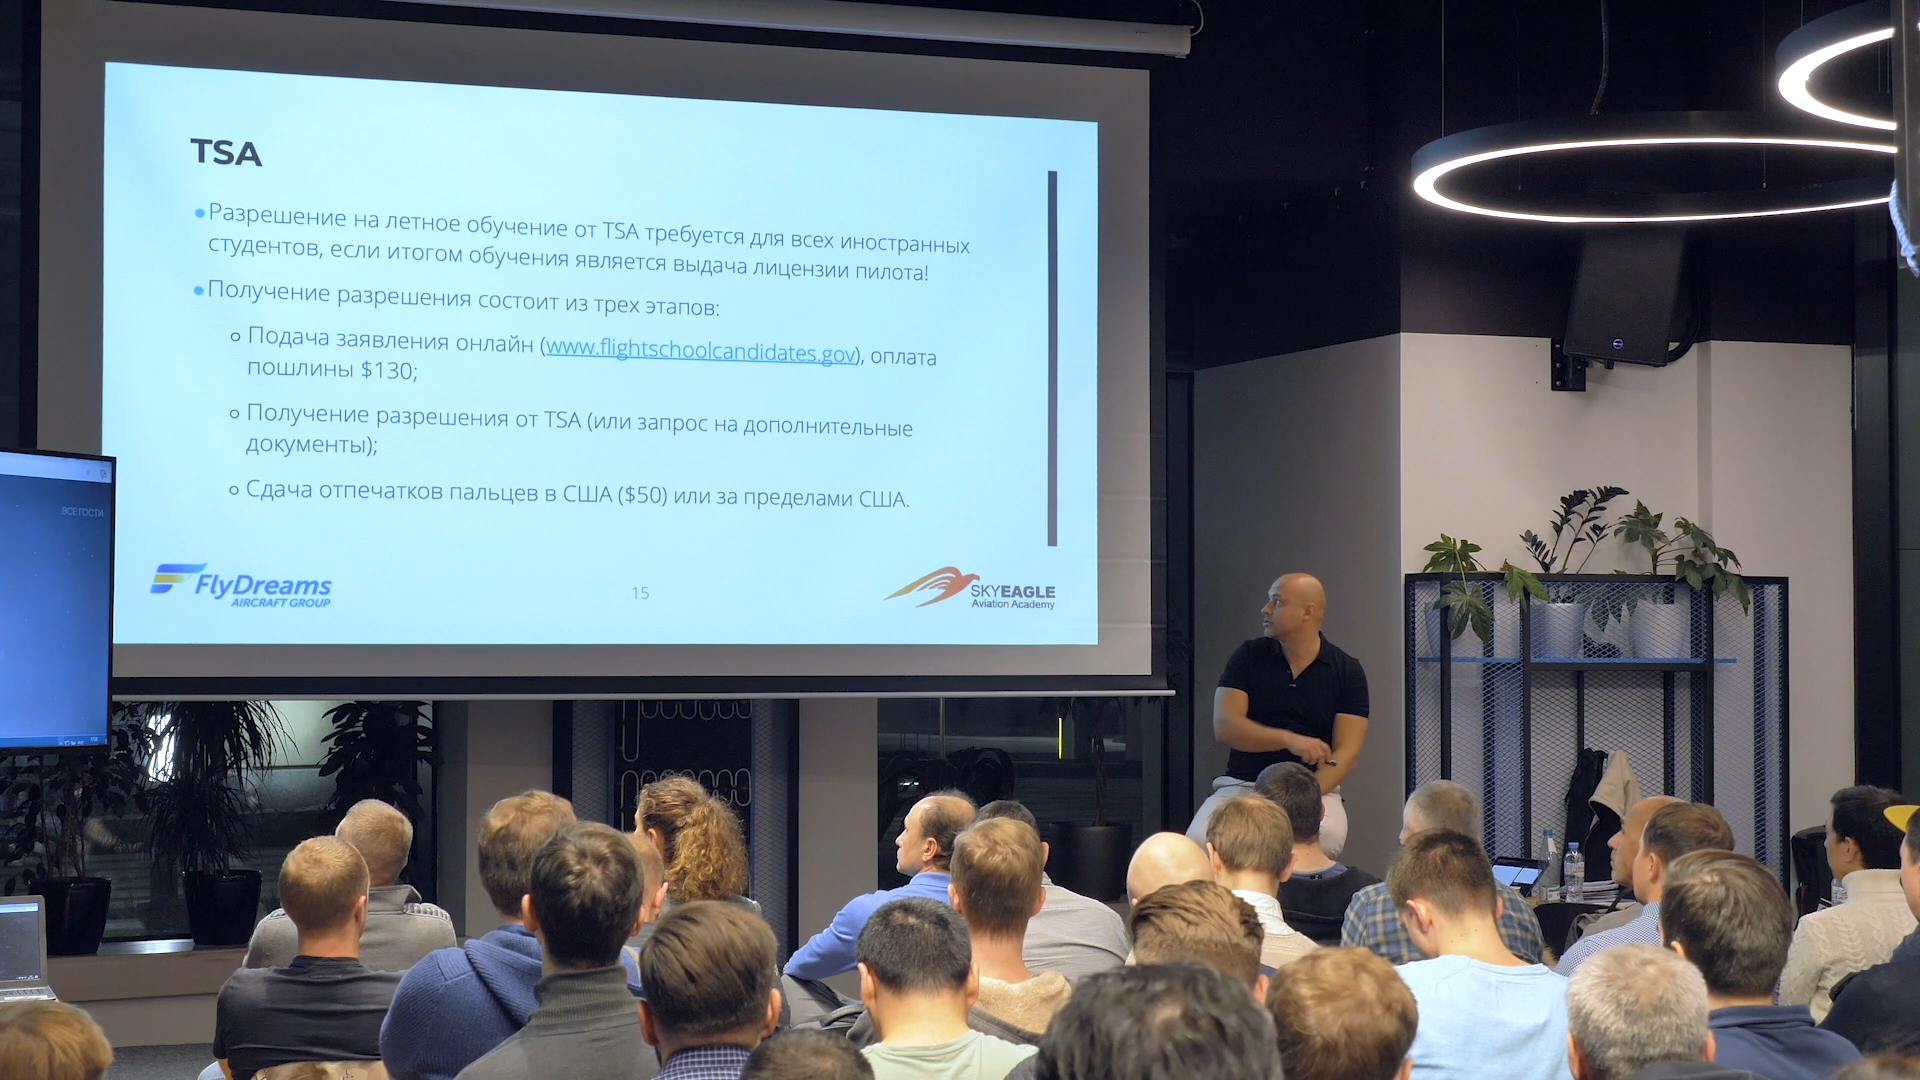 TSA
•Разрешение на летное обучение от TSA требуется для всех иностранных
студентов, если итогом обучения является выдача лицензии пилота!
•Получение разрешения состоит из трех этапов:
o Подача заявления онлайн (www.flightschoolcandidates.gov), оплата
пошлины $130;
o Получение разрешения от TSA (или запрос на дополнительные
документы);
o Сдача отпечатков пальцев в США ($50) или за пределами США.
FlyDreams
AIRCRAFT GROUP
15
SKYEAGLE
Aviation Academy
ВСЕ ГОСТИ